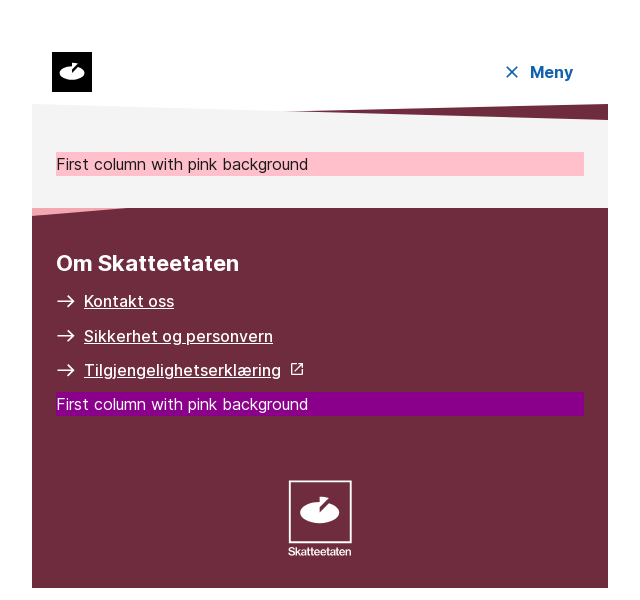 Meny
First column with pink background
Om Skatteetaten
Kontakt oss
Sikkerhet og personvern
Tilgjengelighetserklæring
First column with pink background
Skatteetaten